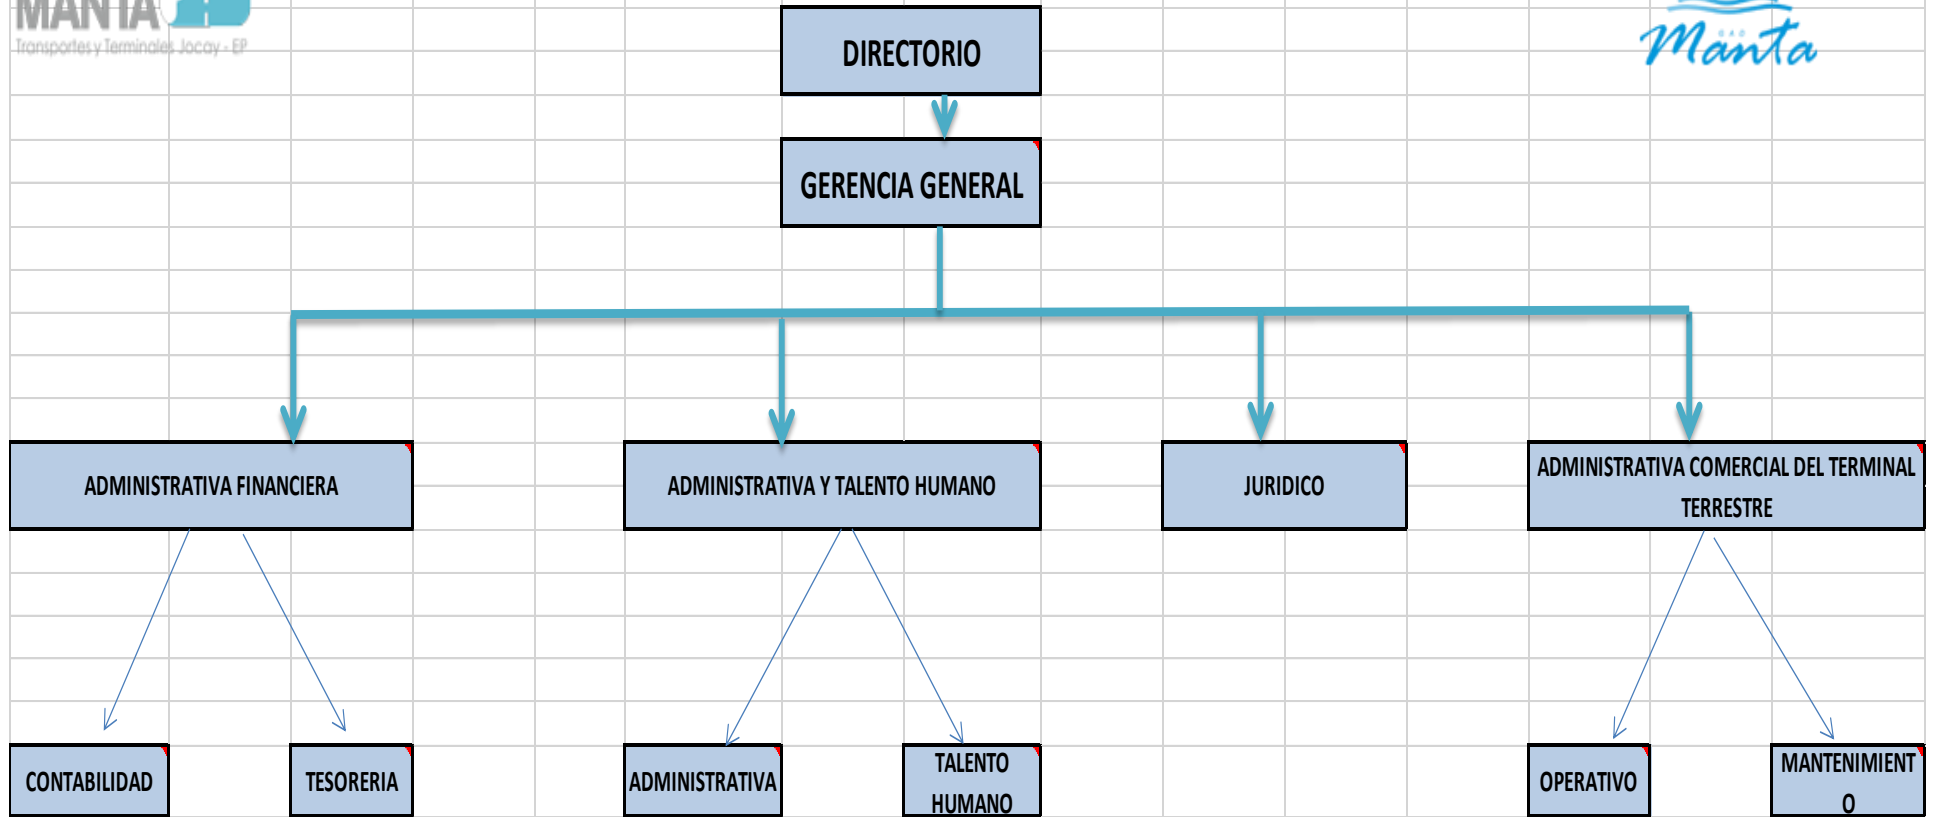 MANTA
Transportes y Terminales Jocay - EP
GAD
Manta
DIRECTORIO
GERENCIA GENERAL
ADMINISTRATIVA FINANCIERA
ADMINISTRATIVA Y TALENTO HUMANO
JURIDICO
ADMINISTRATIVA COMERCIAL DEL TERMINAL
TERRESTRE
CONTABILIDAD
TESORERIA
ADMINISTRATIVA
TALENTO
HUMANO
OPERATIVO
MANTENIMIENT
O